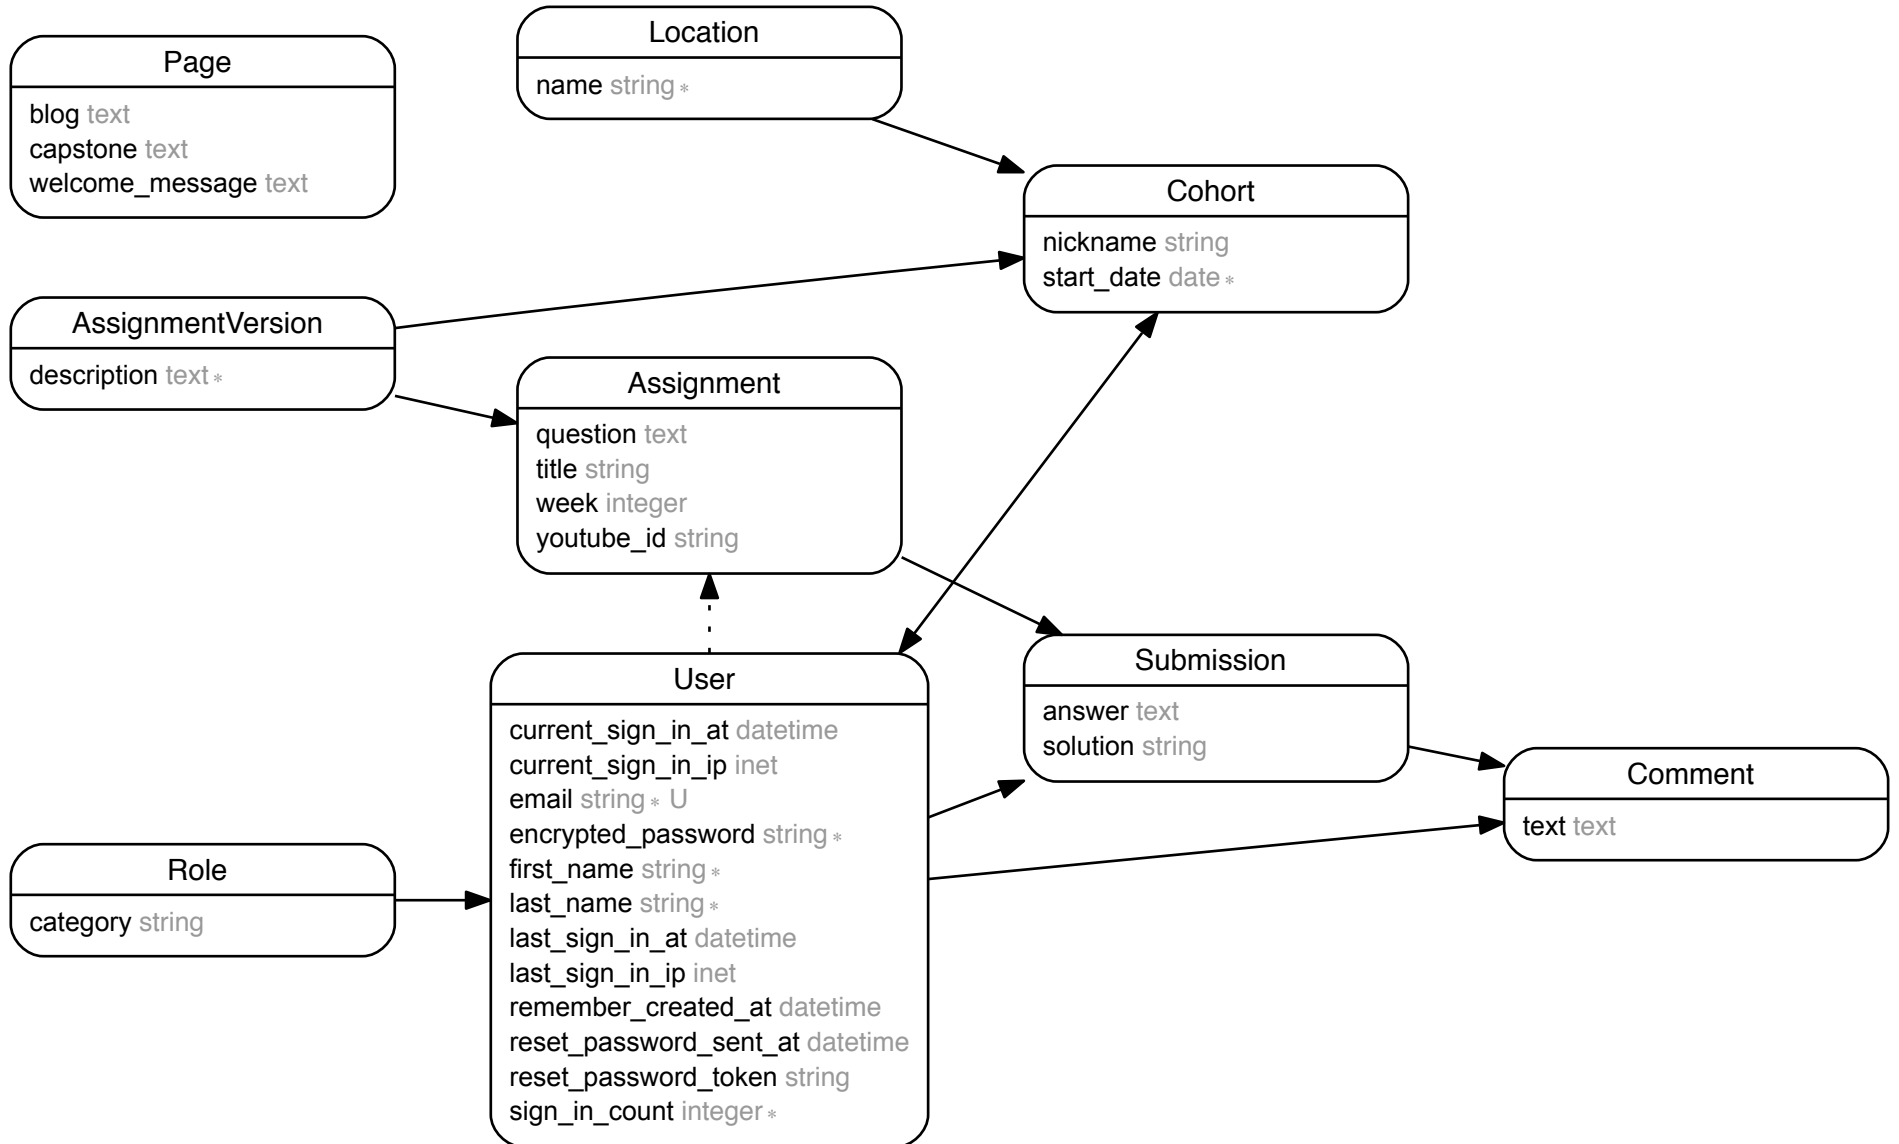 Page
blog text
capstone text
welcome_message text
Location
name string *
Cohort
nickname string
start_date date *
AssignmentVersion
description text *
Assignment
question text
title string
week integer
youtube_id string
User
current_sign_in_at datetime
current_sign_in_ip inet
email string * U
encrypted_password string *
first_name string *
last_name string *
last_sign_in_at datetime
last_sign_in_ip inet
remember_created_at datetime
reset_password_sent_at datetime
reset_password_token string
sign_in_count integer *
Submission
answer text
solution string
Comment
text text
Role
category string